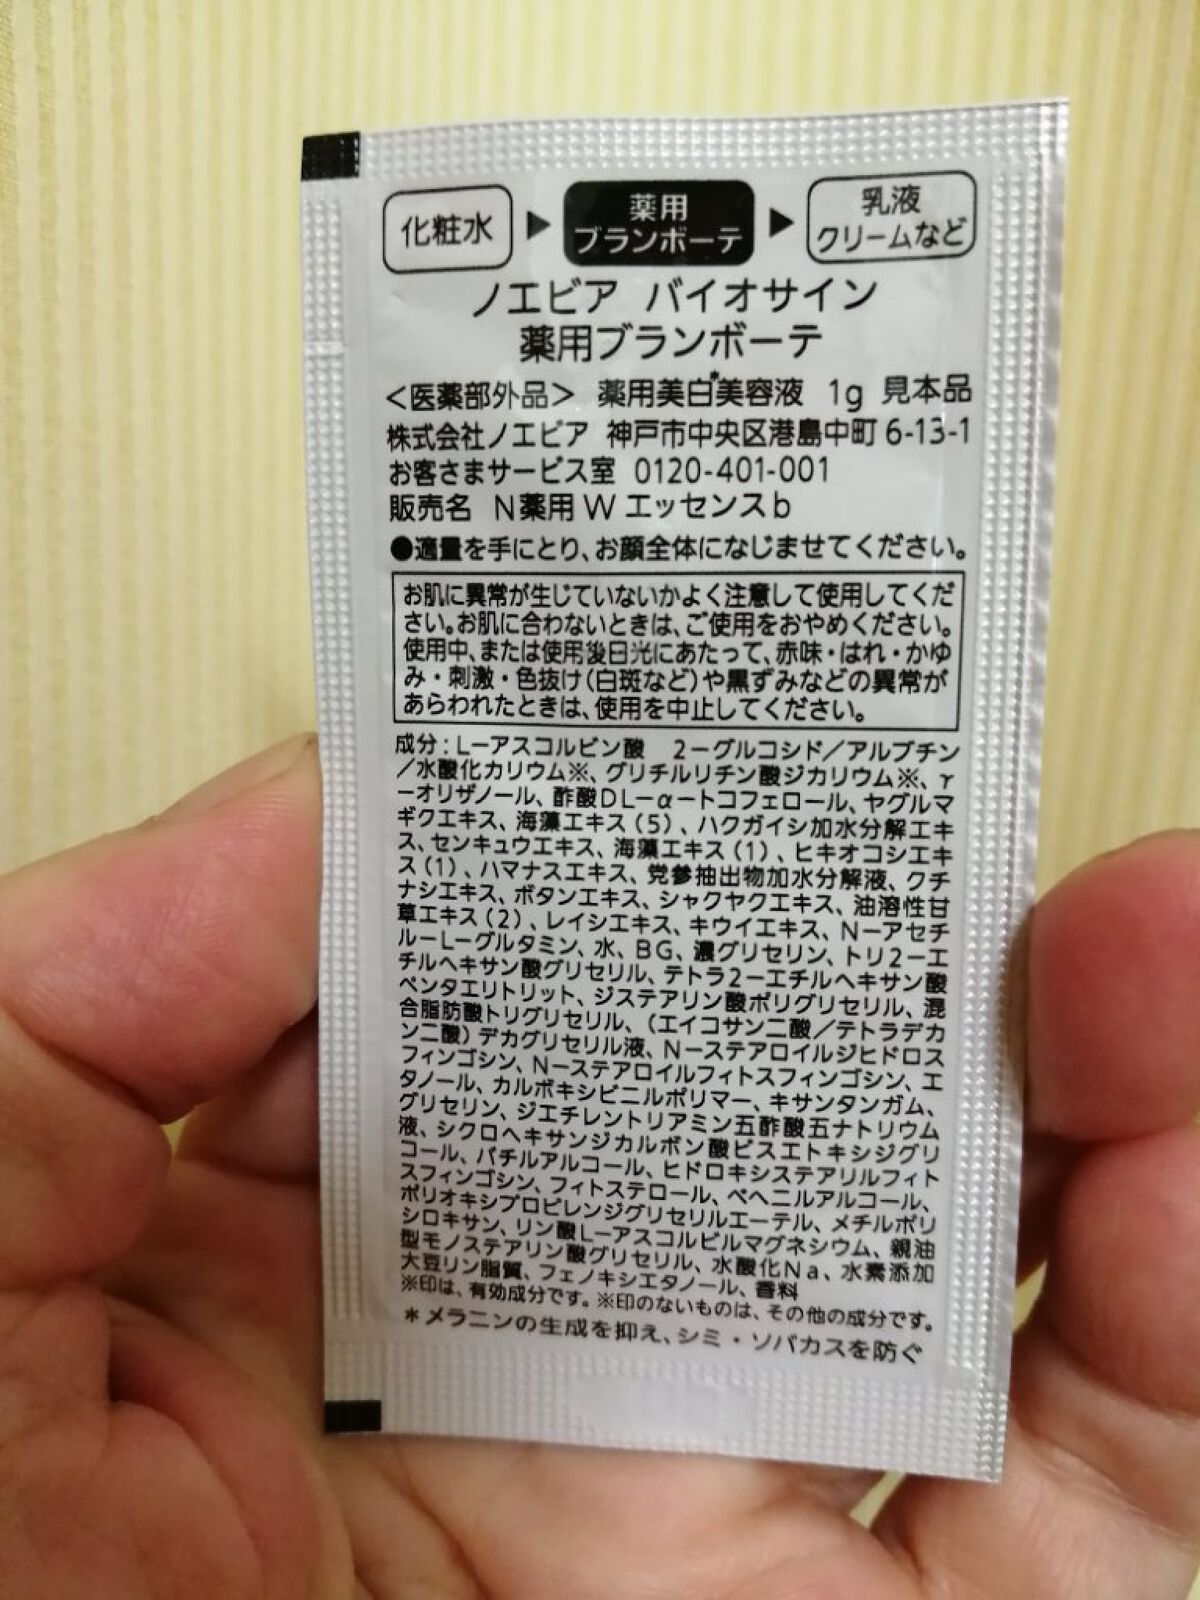 化粧水 ▶ 薬用ブランボーテ ▶ 乳液クリームなど
ノエビア バイオサイン
薬用ブランボーテ
<医薬部外品> 薬用美白*美容液 1g 見本品
株式会社ノエビア 神戸市中央区港島中町6-13-1
お客さまサービス室 0120-401-001
販売名 N薬用Wエッセンスb
●適量を手にとり、お顔全体になじませてください。
お肌に異常が生じていないかよく注意して使用してくだ
さい。お肌に合わないときは、ご使用をおやめください。
使用中、または使用後日光にあたって、赤味・はれ・かゆ
み・刺激・色抜け(白斑など)や黒ずみなどの異常が
あらわれたときは、使用を中止してください。
成分:L-アスコルビン酸 2-グルコシド/アルブチン
/水酸化カリウム※、グリチルリチン酸ジカリウム※、γ
-オリザノール、酢酸DL-α-トコフェロール、ヤグルマ
ギクエキス、海藻エキス(5)、ハクガイシ加水分解エキ
ス、センキュウエキス、海藻エキス(1)、ヒキオコシエキ
ス(1)、ハマナスエキス、党参抽出物加水分解液、クチ
ナシエキス、ボタンエキス、シャクヤクエキス、油溶性甘
草エキス(2)、レイシエキス、キウイエキス、N-アセチ
ル-L-グルタミン、水、BG、濃グリセリン、トリ2-エ
チルヘキサン酸グリセリル、テトラ2-エチルヘキサン酸
ペンタエリトリット、ジステアリン酸ポリグリセリル、混
合脂肪酸トリグリセリル、(エイコサン二酸/テトラデカ
ン二酸)デカグリセリル液、N-ステアロイルジヒドロス
フィンゴシン、N-ステアロイルフィトスフィンゴシン、エ
タノール、カルボキシビニルポリマー、キサンタンガム、
グリセリン、ジエチレントリアミン五酢酸五ナトリウム
液、シクロヘキサンジカルボン酸ビスエトキシジグリ
コール、バチルアルコール、ヒドロキシステアリルフィト
スフィンゴシン、フィトステロール、ベヘニルアルコール、
ポリオキシプロピレンジグリセリルエーテル、メチルポリ
シロキサン、リン酸L-アスコルビルマグネシウム、親油
型モノステアリン酸グリセリル、水酸化Na、水素添加
大豆リン脂質、フェノキシエタノール、香料
※印は、有効成分です。※印のないものは、その他の成分です。
*メラニンの生成を抑え、シミ・ソバカスを防ぐ